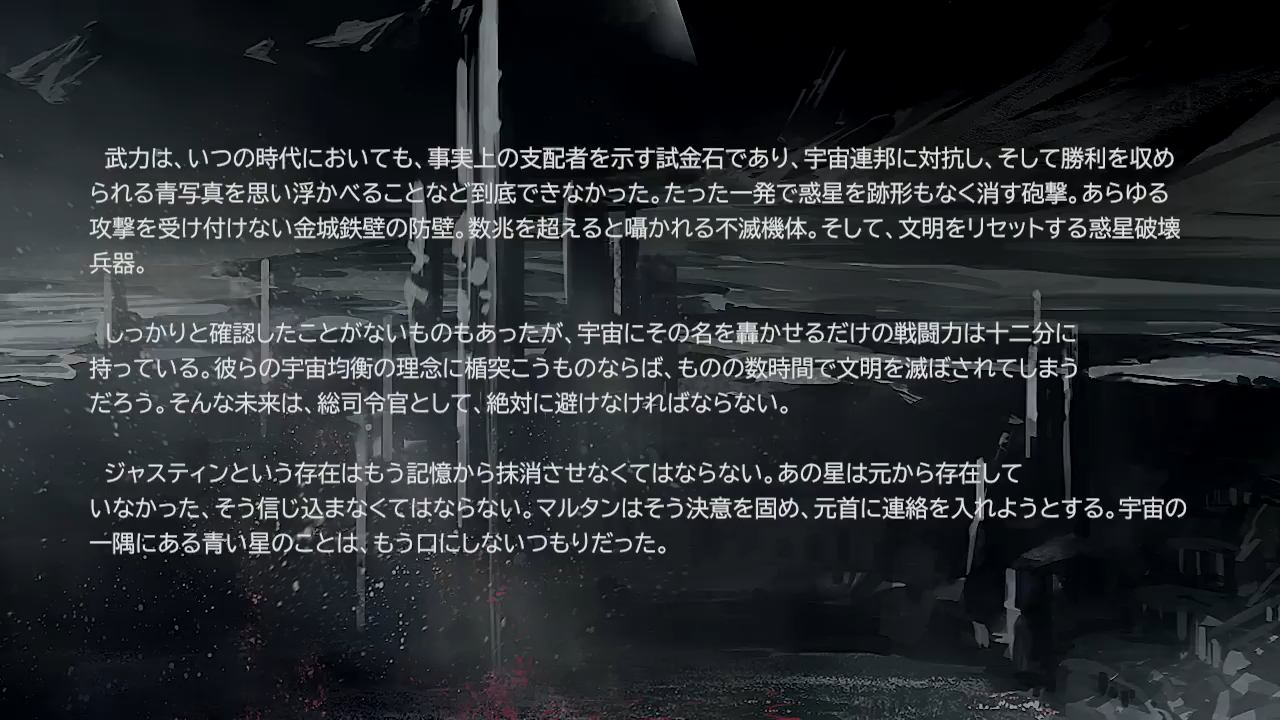 武力は、いつの時代においても、事実上の支配者を示す試金石であり、宇宙連邦に対抗し、そして勝利を収め
られる青写真を思い浮かべることなど到底できなかった。たった一発で惑星を跡形もなく消す砲撃。あらゆる
攻撃を受け付けない金城鉄壁の防壁。数兆を超えると囁かれる不滅機体。そして、文明をリセットする惑星破壊
兵器。
しっかりと確認したことがないものもあったが、宇宙にその名を轟かせるだけの戦闘力は十二分に
持っている。彼らの宇宙均衡の理念に楯突こうものならば、ものの数時間で文明を滅ぼされてしまう
だろう。そんな未来は、総司令官として、絶対に避けなければならない。
ジャスティンという存在はもう記憶から抹消させなくてはならない。あの星は元から存在して
いなかった、そう信じ込まなくてはならない。マルタンはそう決意を固め、元首に連絡を入れようとする。宇宙の
一隅にある青い星のことは、もう口にしないつもりだった。